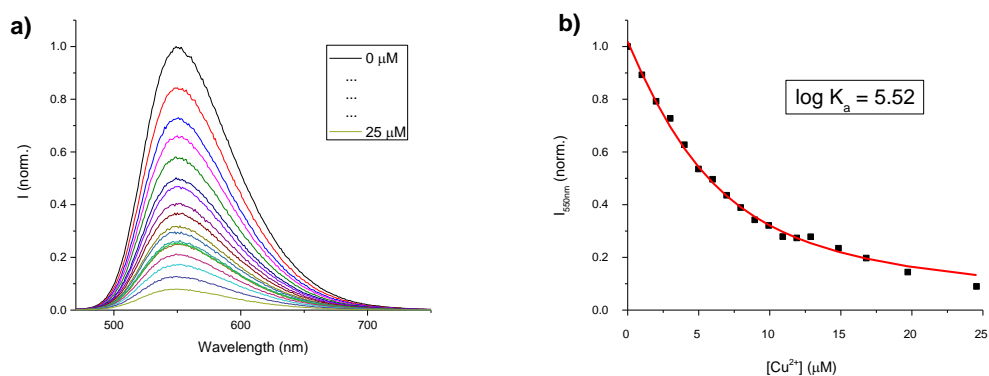 a)
I (norm.)
1.0
0.8
0.6
0.4
0.2
0.0
500
600
700
Wavelength (nm)
0 μM
...
...
...
25 μM
b)
I550nm (norm.)
1.0
0.8
0.6
0.4
0.2
0.0
0
5
10
15
20
25
[Cu2+] (μM)
log Ka = 5.52